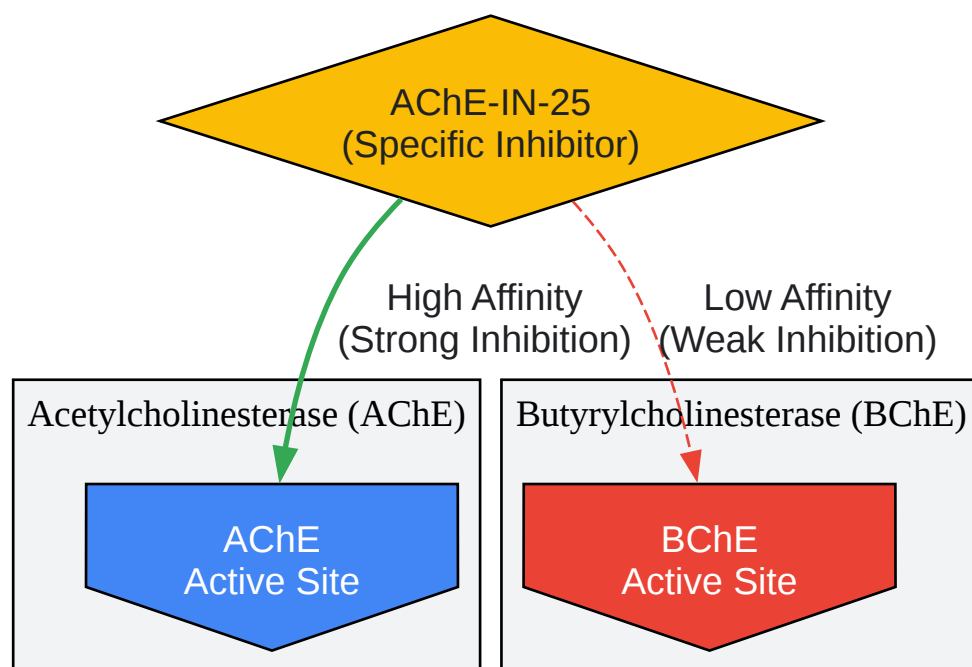 AChE-IN-25
(Specific Inhibitor)
High Affinity
(Strong Inhibition)
Low Affinity
(Weak Inhibition)
Acetylcholinesterase (AChE)
Butyrylcholinesterase (BChE)
AChE
Active Site
BChE
Active Site